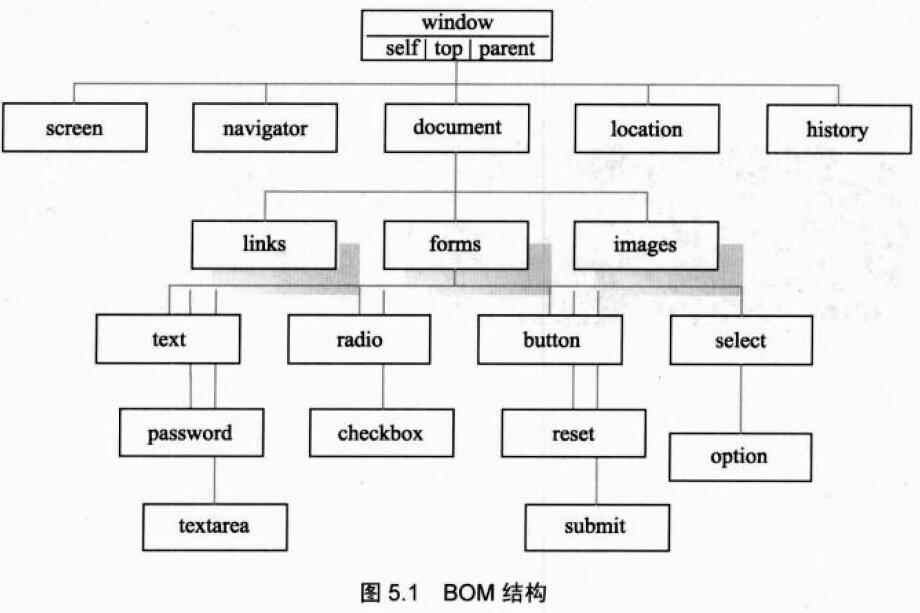 window
self top parent
screen navigator document location history
links forms images
text radio button select
password checkbox reset option
textarea submit
图 5.1 BOM 结构